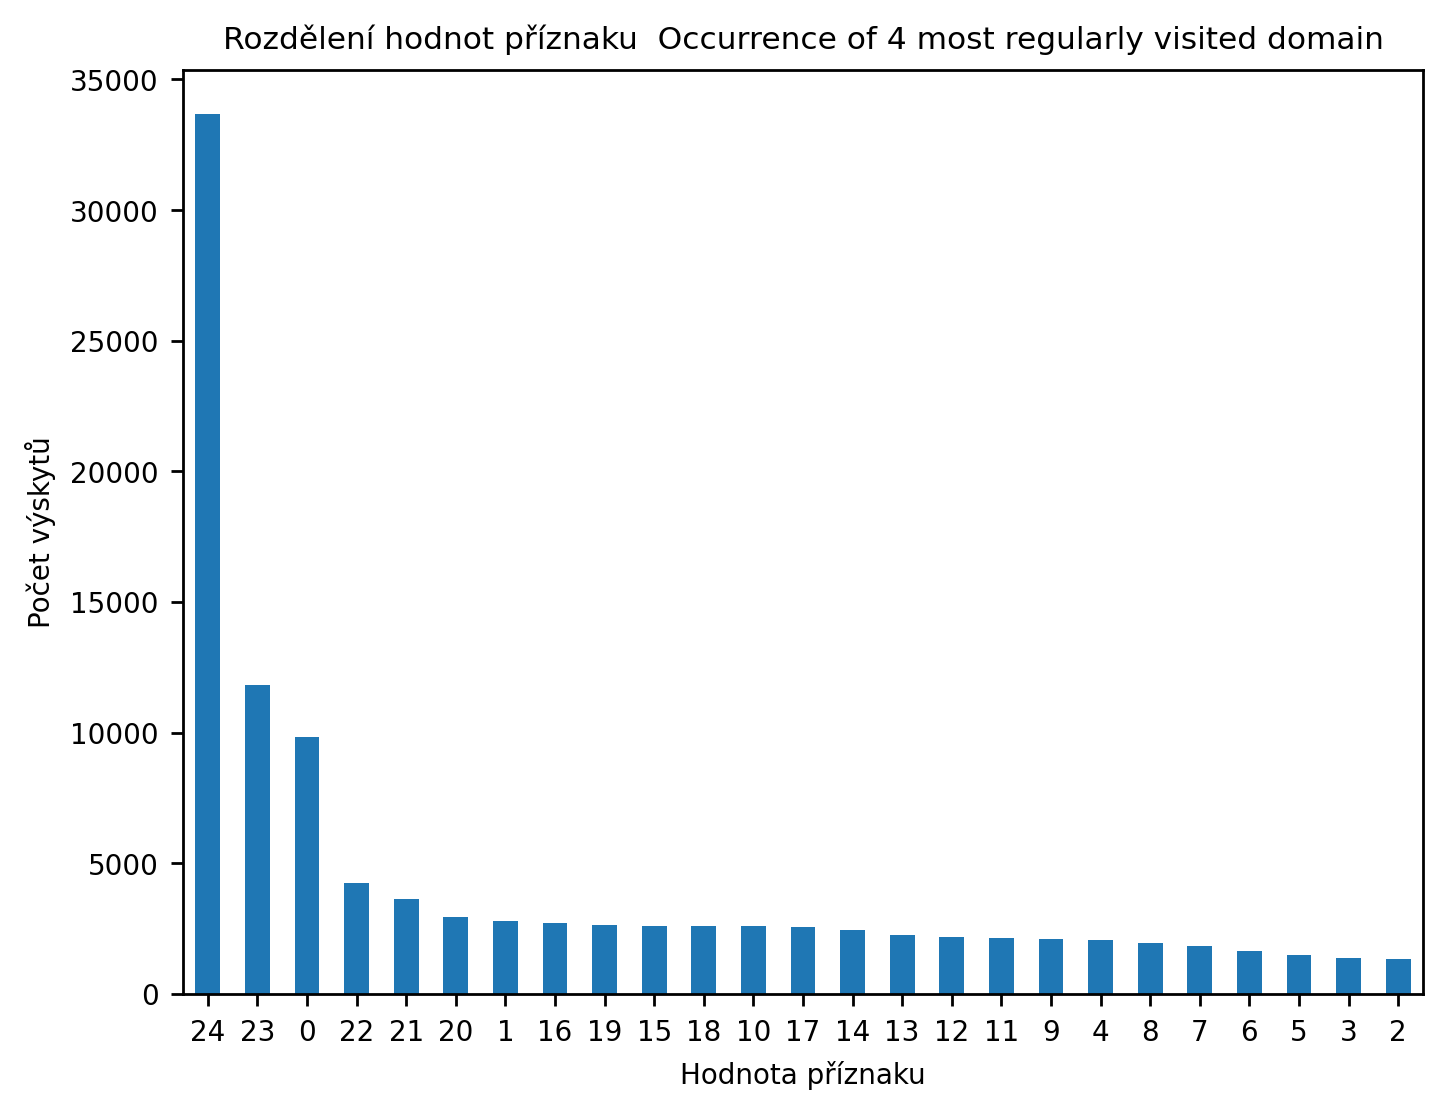 Rozdělení hodnot příznaku  Occurrence of 4 most regularly visited domain
35000
30000
25000
20000
15000
10000
5000
0
Počet výskytů
24 23 0 22 21 20 1 16 19 15 18 10 17 14 13 12 11 9 4 8 7 6 5 3 2
Hodnota příznaku